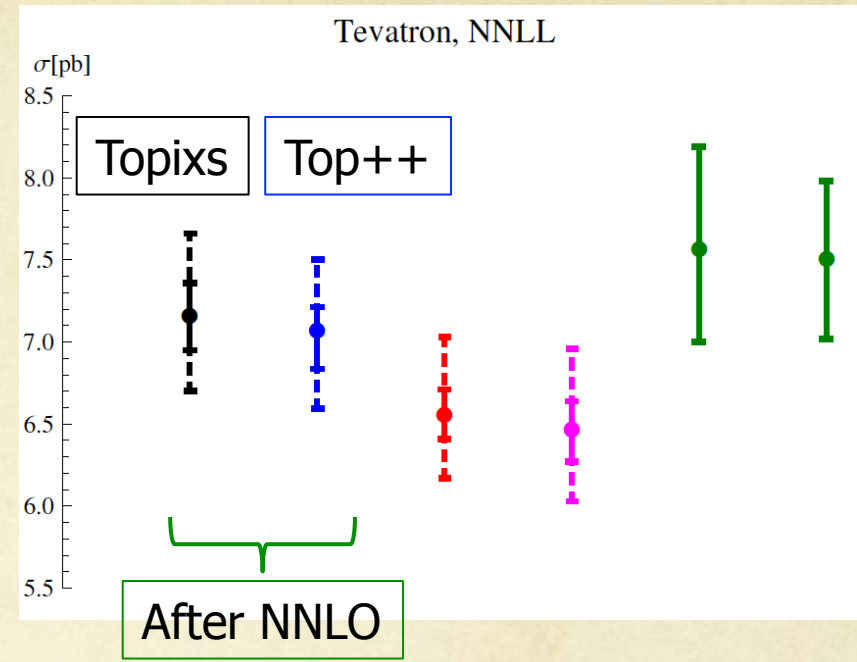 Tevatron, NNLL
σ[pb]
8.5
Topixs
Top++
8.0
7.5
7.0
6.5
6.0
5.5
After NNLO